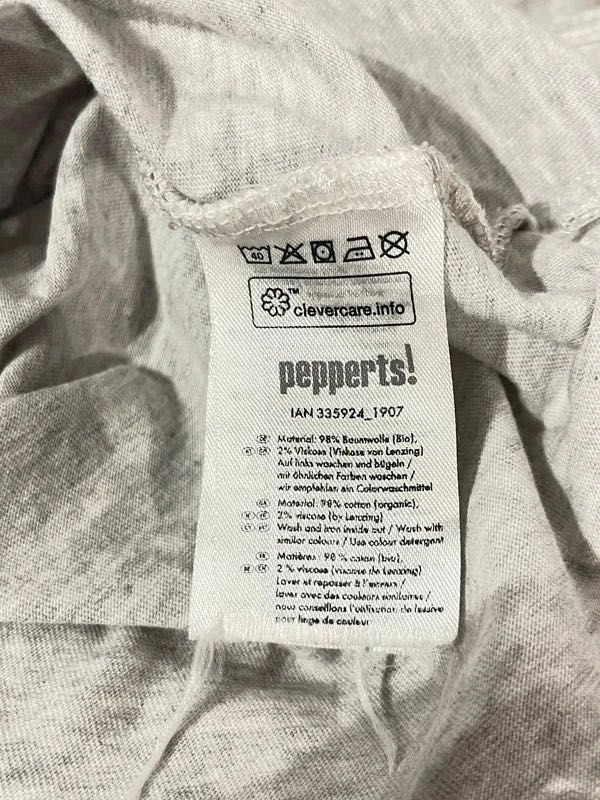 40
TM
clevercare.info
pepperts!
IAN 335924_1907
Material: 98% Baumwolle (Bio),
2% Viskose (Viskose von Lenzing)
Auf links waschen und bügeln /
mit ähnlichen Farben waschen /
wir empfehlen ein Colorwaschmittel
Material: 98% cotton (organic),
2% viscose (by Lenzing)
Wash and iron inside out / Wash with
similar colours / Use colour detergent
Matières: 98 % coton (bio),
2 % viscose (viscose de Lenzing)
Laver et repasser à l'envers /
laver avec des couleurs similaires /
nous conseillons l'utilisation de lessive
pour linge de couleur